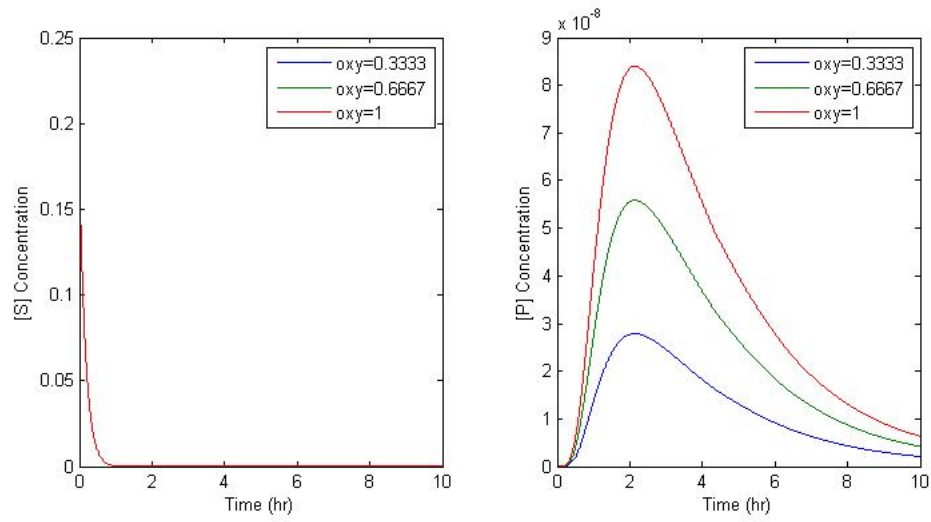 0.25
0.2
0.15
0.1
0.05
0
0 2 4 6 8 10
[S] Concentration
Time (hr)
oxy=0.3333
oxy=0.6667
oxy=1
x 10-8
9
8
7
6
5
4
3
2
1
0
0 2 4 6 8 10
[P] Concentration
Time (hr)
oxy=0.3333
oxy=0.6667
oxy=1